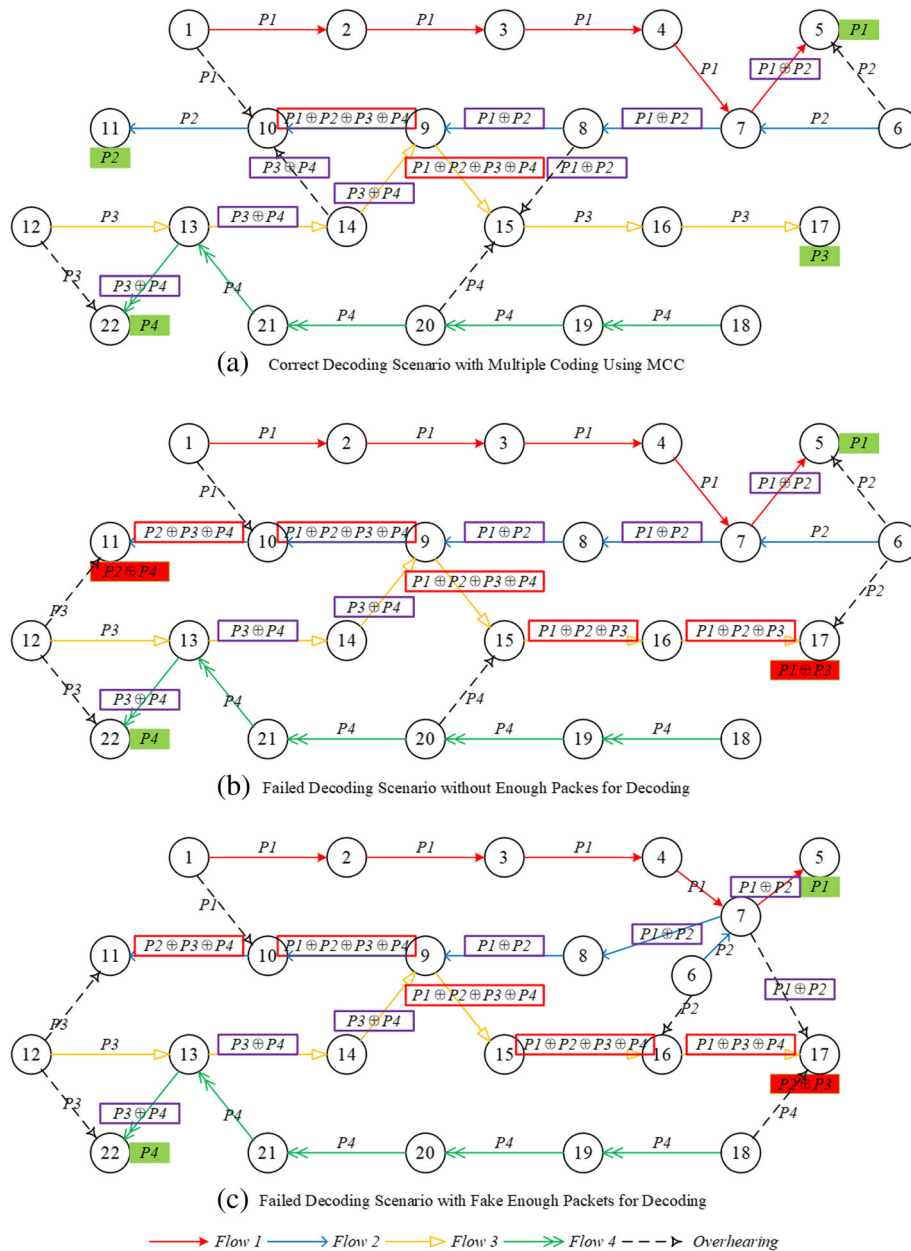 1 P1 2 P1 3 P1 4 5 P1
P1 P1 P1⊕P2 P2
11 P2 10 P1⊕P2⊕P3⊕P4 9 P1⊕P2 8 P1⊕P2 7 P2 6
P2 P3⊕P4 P3⊕P4 P1⊕P2⊕P3⊕P4 P1⊕P2
12 P3 13 P3⊕P4 14 15 P3 16 P3 17
P3 P3⊕P4 P4 P4 P3
22 P4 21 P4 20 P4 19 P4 18
(a) Correct Decoding Scenario with Multiple Coding Using MCC
1 P1 2 P1 3 P1 4 5 P1
P1 P1 P1⊕P2 P2
11 P2⊕P3⊕P4 10 P1⊕P2⊕P3⊕P4 9 P1⊕P2 8 P1⊕P2 7 P2 6
P2⊕P4 P3 P3⊕P4 P1⊕P2⊕P3⊕P4 P2
12 P3 13 P3⊕P4 14 15 P1⊕P2⊕P3 16 P1⊕P2⊕P3 17
P3 P3⊕P4 P4 P4 P1⊕P3
22 P4 21 P4 20 P4 19 P4 18
(b) Failed Decoding Scenario without Enough Packes for Decoding
1 P1 2 P1 3 P1 4 5
P1 P1 P1⊕P2 P1
7
11 P2⊕P3⊕P4 10 P1⊕P2⊕P3⊕P4 9 P1⊕P2 8 P1⊕P2 6 P2
P3 P3⊕P4 P1⊕P2⊕P3⊕P4 P2 P1⊕P2
12 P3 13 P3⊕P4 14 15 P1⊕P2⊕P3⊕P4 16 P1⊕P3⊕P4 17
P3 P3⊕P4 P4 P2⊕P3 P4
22 P4 21 P4 20 P4 19 P4 18
(c) Failed Decoding Scenario with Fake Enough Packets for Decoding
Flow 1 Flow 2 Flow 3 Flow 4 Overhearing